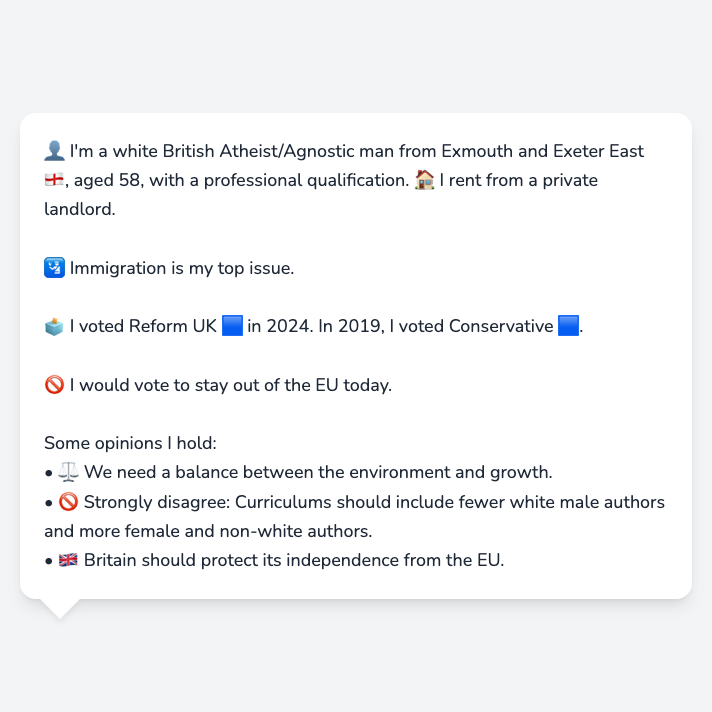 👤 I'm a white British Atheist/Agnostic man from Exmouth and Exeter East
🏴󠁧󠁢󠁥󠁮󠁧󠁿, aged 58, with a professional qualification. 🏠 I rent from a private
landlord.
🛂 Immigration is my top issue.
🗳️ I voted Reform UK 🟦 in 2024. In 2019, I voted Conservative 🟦.
🚫 I would vote to stay out of the EU today.
Some opinions I hold:
• ⚖️ We need a balance between the environment and growth.
• 🚫 Strongly disagree: Curriculums should include fewer white male authors
and more female and non-white authors.
• 🇬🇧 Britain should protect its independence from the EU.